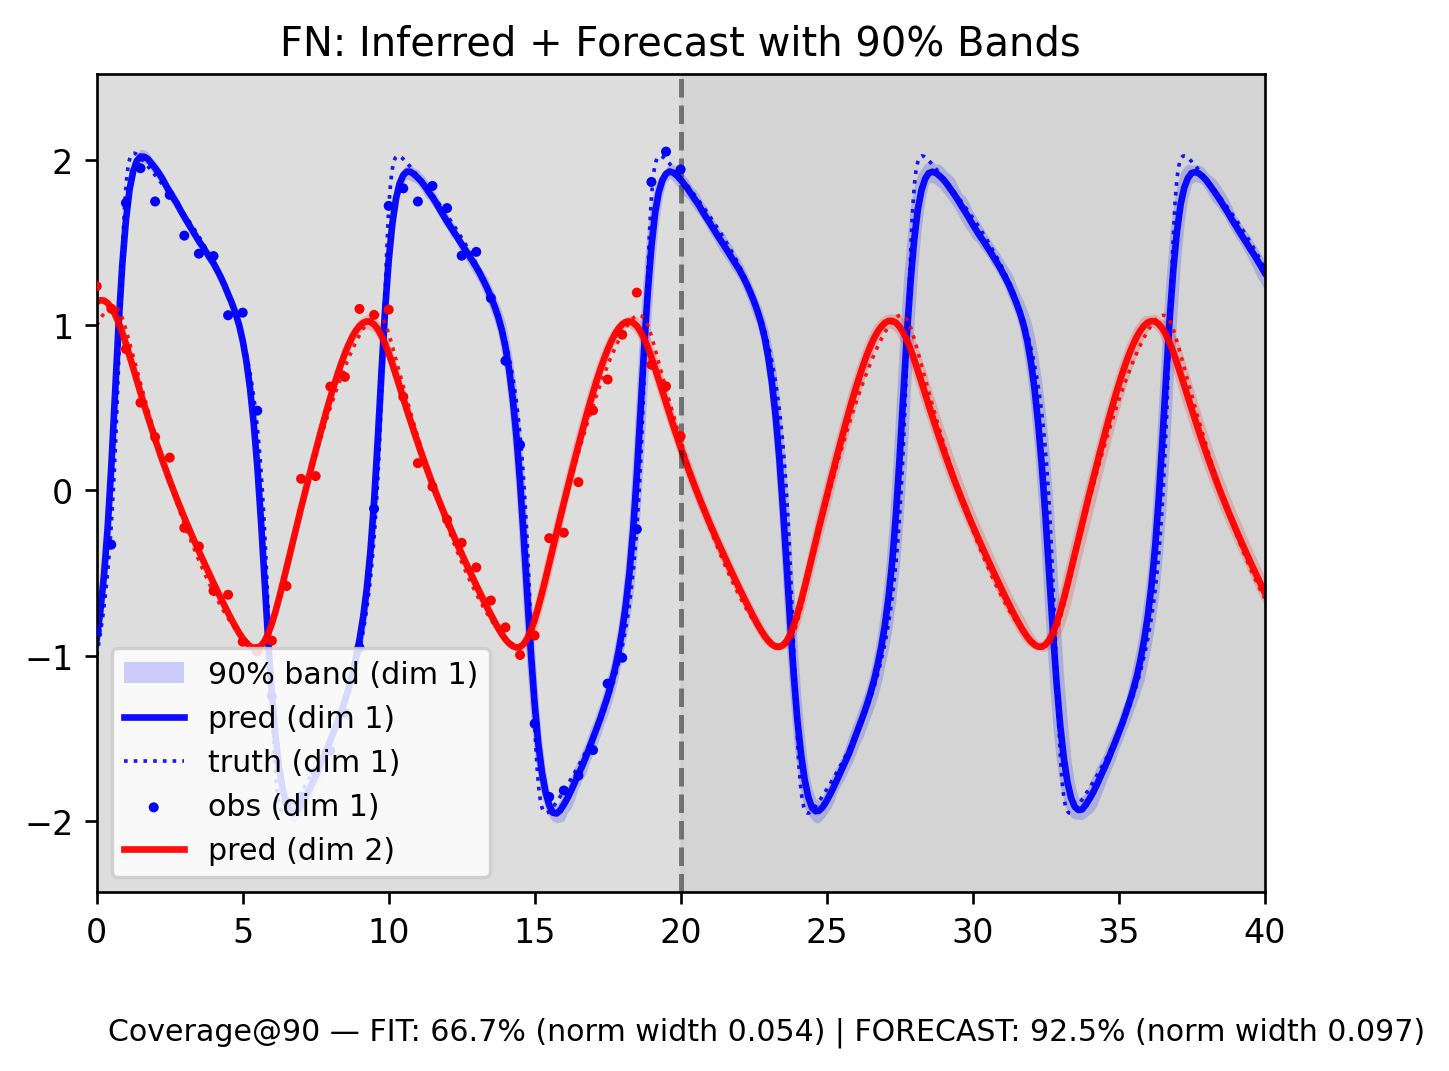 FN: Inferred + Forecast with 90% Bands
2
1
0
−1
−2
90% band (dim 1)
pred (dim 1)
truth (dim 1)
obs (dim 1)
pred (dim 2)
0 5 10 15 20 25 30 35 40
Coverage@90 — FIT: 66.7% (norm width 0.054) | FORECAST: 92.5% (norm width 0.097)